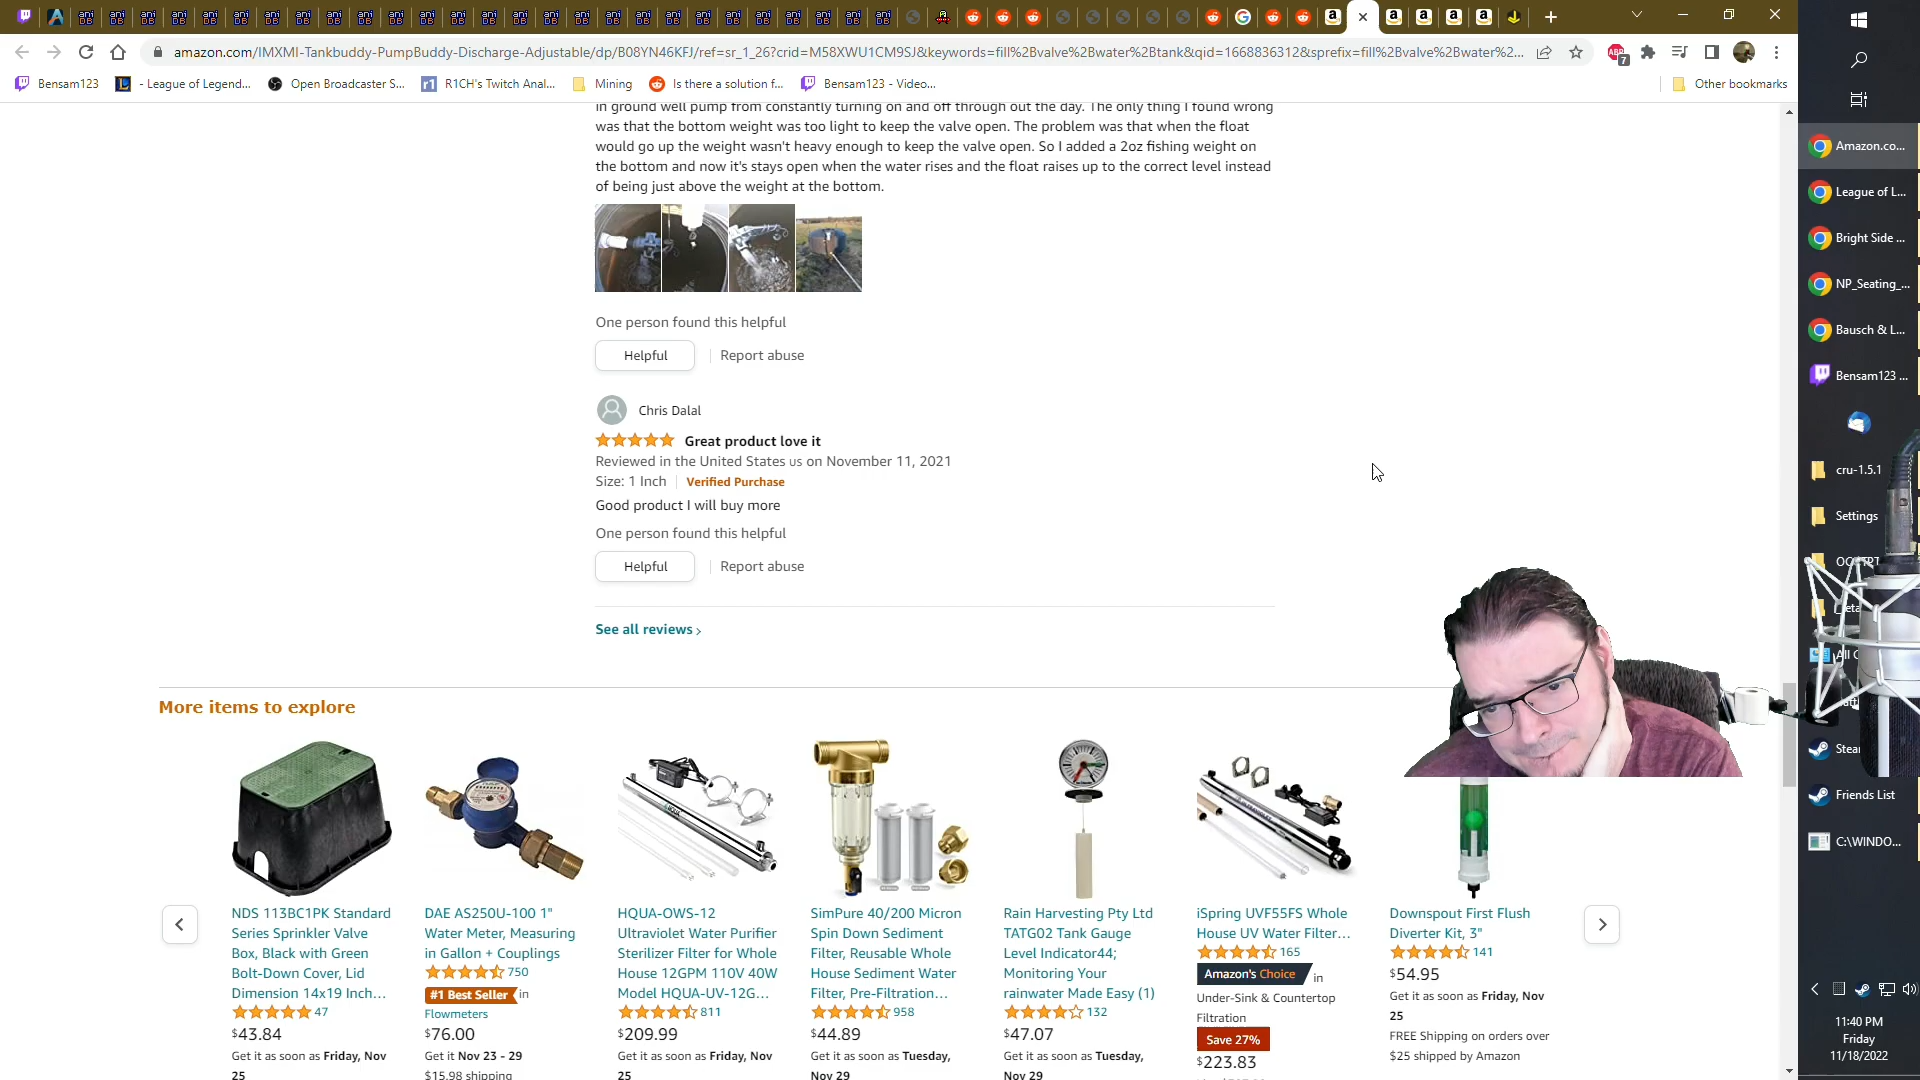 amazon.com/IMXMI-Tankbuddy-PumpBuddy-Discharge-Adjustable/dp/B08YN46KFJ/ref=sr_1_26?crid=M58XWU1CM9SJ&keywords=fill%2Bvalve%2Bwater%2Btank&qid=1668836312&sprefix=fill%2Bvalve%2Bwater%2...
Bensam123
- League of Legend...
Open Broadcaster S...
R1CH's Twitch Anal...
Mining
Is there a solution f...
Bensam123 - Video...
Other bookmarks
in ground well pump from constantly turning on and off through out the day. The only thing I found wrong
was that the bottom weight was too light to keep the valve open. The problem was that when the float
would go up the weight wasn't heavy enough to keep the valve open. So I added a 2oz fishing weight on
the bottom and now it's stays open when the water rises and the float raises up to the correct level instead
of being just above the weight at the bottom.
One person found this helpful
Helpful
Report abuse
Chris Dalal
Great product love it
Reviewed in the United States us on November 11, 2021
Size: 1 Inch
Verified Purchase
Good product I will buy more
One person found this helpful
Helpful
Report abuse
See all reviews ›
More items to explore
NDS 113BC1PK Standard
Series Sprinkler Valve
Box, Black with Green
Bolt-Down Cover, Lid
Dimension 14x19 Inch...
47
$43.84
Get it as soon as Friday, Nov
25
DAE AS250U-100 1"
Water Meter, Measuring
in Gallon + Couplings
750
#1 Best Seller in
Flowmeters
$76.00
Get it Nov 23 - 29
$15.98 shipping
HQUA-OWS-12
Ultraviolet Water Purifier
Sterilizer Filter for Whole
House 12GPM 110V 40W
Model HQUA-UV-12G...
811
$209.99
Get it as soon as Friday, Nov
25
SimPure 40/200 Micron
Spin Down Sediment
Filter, Reusable Whole
House Sediment Water
Filter, Pre-Filtration...
958
$44.89
Get it as soon as Tuesday,
Nov 29
Rain Harvesting Pty Ltd
TATG02 Tank Gauge
Level Indicator44;
Monitoring Your
rainwater Made Easy (1)
132
$47.07
Get it as soon as Tuesday,
Nov 29
iSpring UVF55FS Whole
House UV Water Filter...
165
Amazon's Choice in
Under-Sink & Countertop
Filtration
Save 27%
$223.83
Downspout First Flush
Diverter Kit, 3"
141
$54.95
Get it as soon as Friday, Nov
25
FREE Shipping on orders over
$25 shipped by Amazon
Amazon.co...
League of L...
Bright Side ...
NP_Seating_...
Bausch & L...
Bensam123 ...
cru-1.5.1
Settings
Friends List
C:\WINDO...
11:40 PM
Friday
11/18/2022